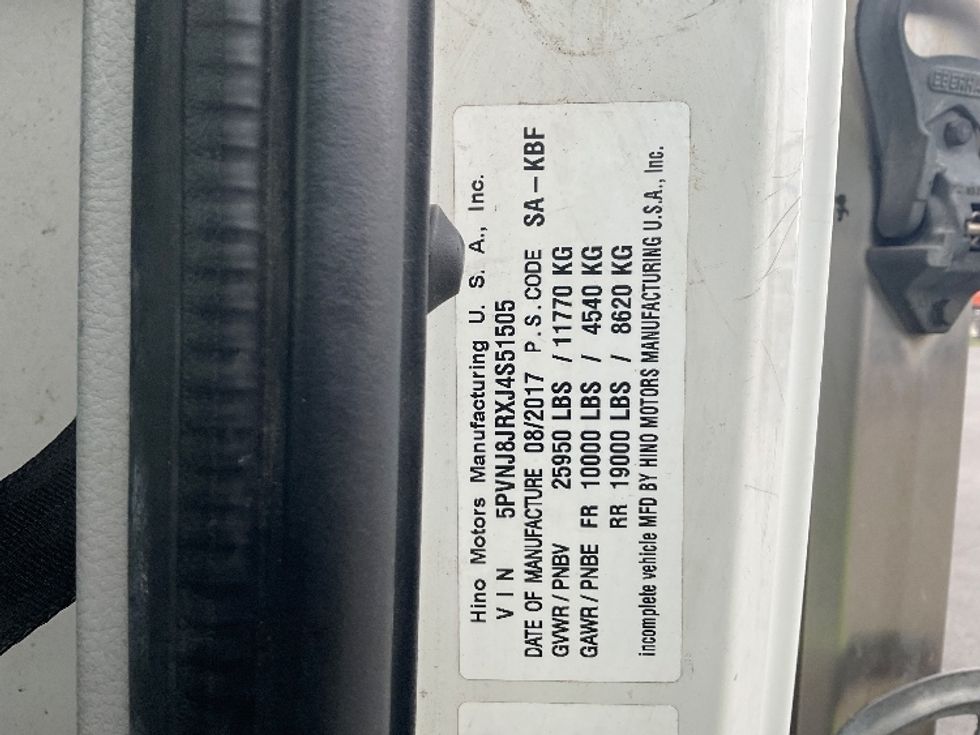 Hino Motors Manufacturing U. S. A., Inc.
VIN 5PVNJ8JRXJ4S51505
DATE OF MANUFACTURE 08/2017 P.S.CODE SA-KBF
GVWR/PNBV 25950 LBS / 11770 KG
GAWR/PNBE FR 10000 LBS / 4540 KG
RR 19000 LBS / 8620 KG
incomplete vehicle MFD BY HINO MOTORS MANUFACTURING U.S.A., Inc.